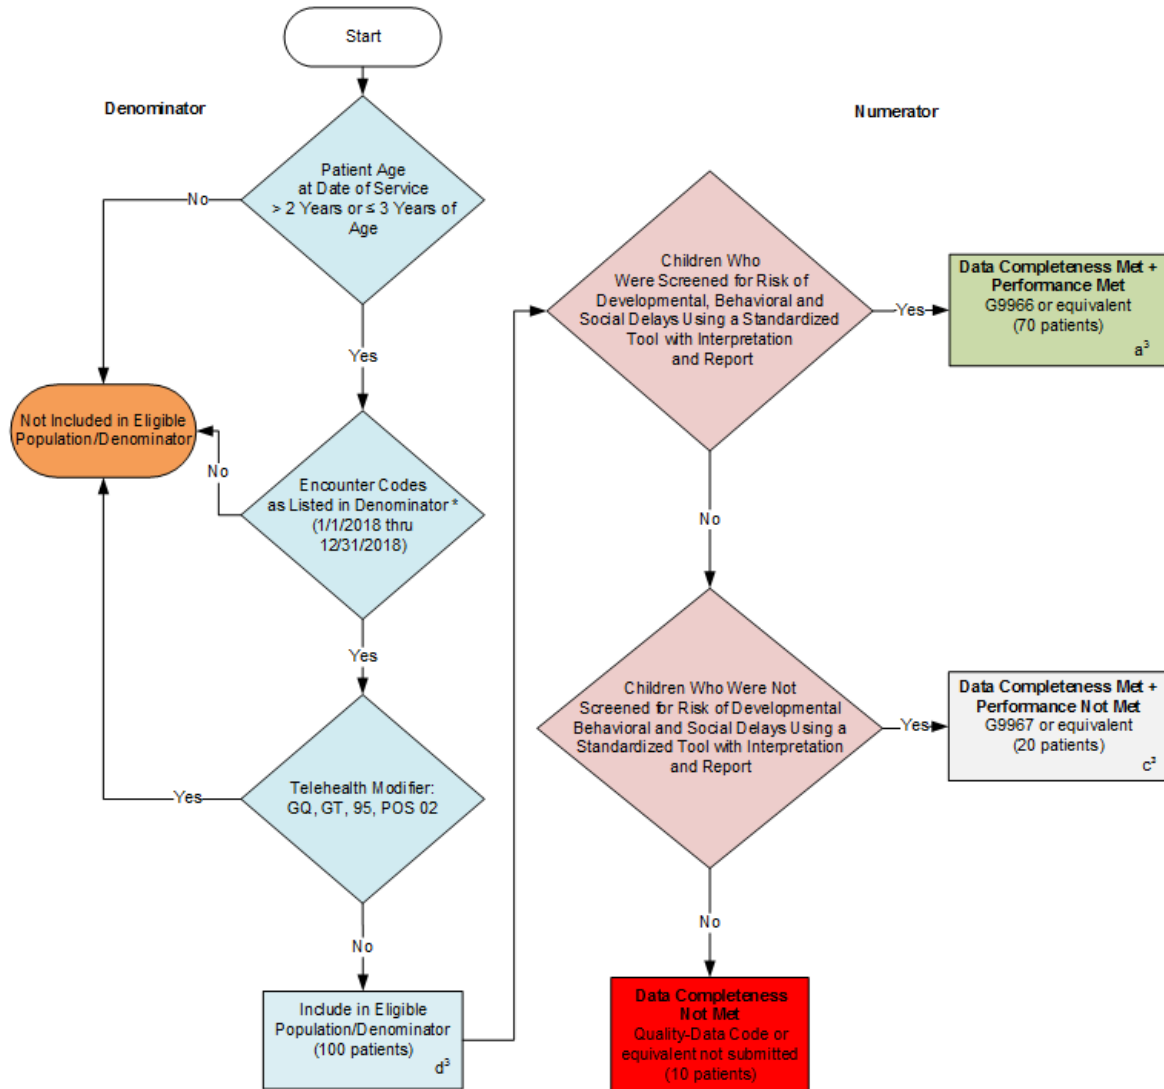 Start
Denominator
Numerator
Patient Age
at Date of Service
> 2 Years or ≤ 3 Years of
Age
No
Yes
Not Included in Eligible
Population/Denominator
No
Encounter Codes
as Listed in Denominator *
(1/1/2018 thru
12/31/2018)
Yes
Telehealth Modifier:
GQ, GT, 95, POS 02
Yes
No
Include in Eligible
Population/Denominator
(100 patients)
d³
Children Who
Were Screened for Risk of
Developmental, Behavioral and
Social Delays Using a Standardized
Tool with Interpretation
and Report
Yes
Data Completeness Met +
Performance Met
G9966 or equivalent
(70 patients)
a³
No
Children Who Were Not
Screened for Risk of Developmental
Behavioral and Social Delays Using a
Standardized Tool with Interpretation
and Report
Yes
Data Completeness Met +
Performance Not Met
G9967 or equivalent
(20 patients)
c³
No
Data Completeness
Not Met
Quality-Data Code or
equivalent not submitted
(10 patients)